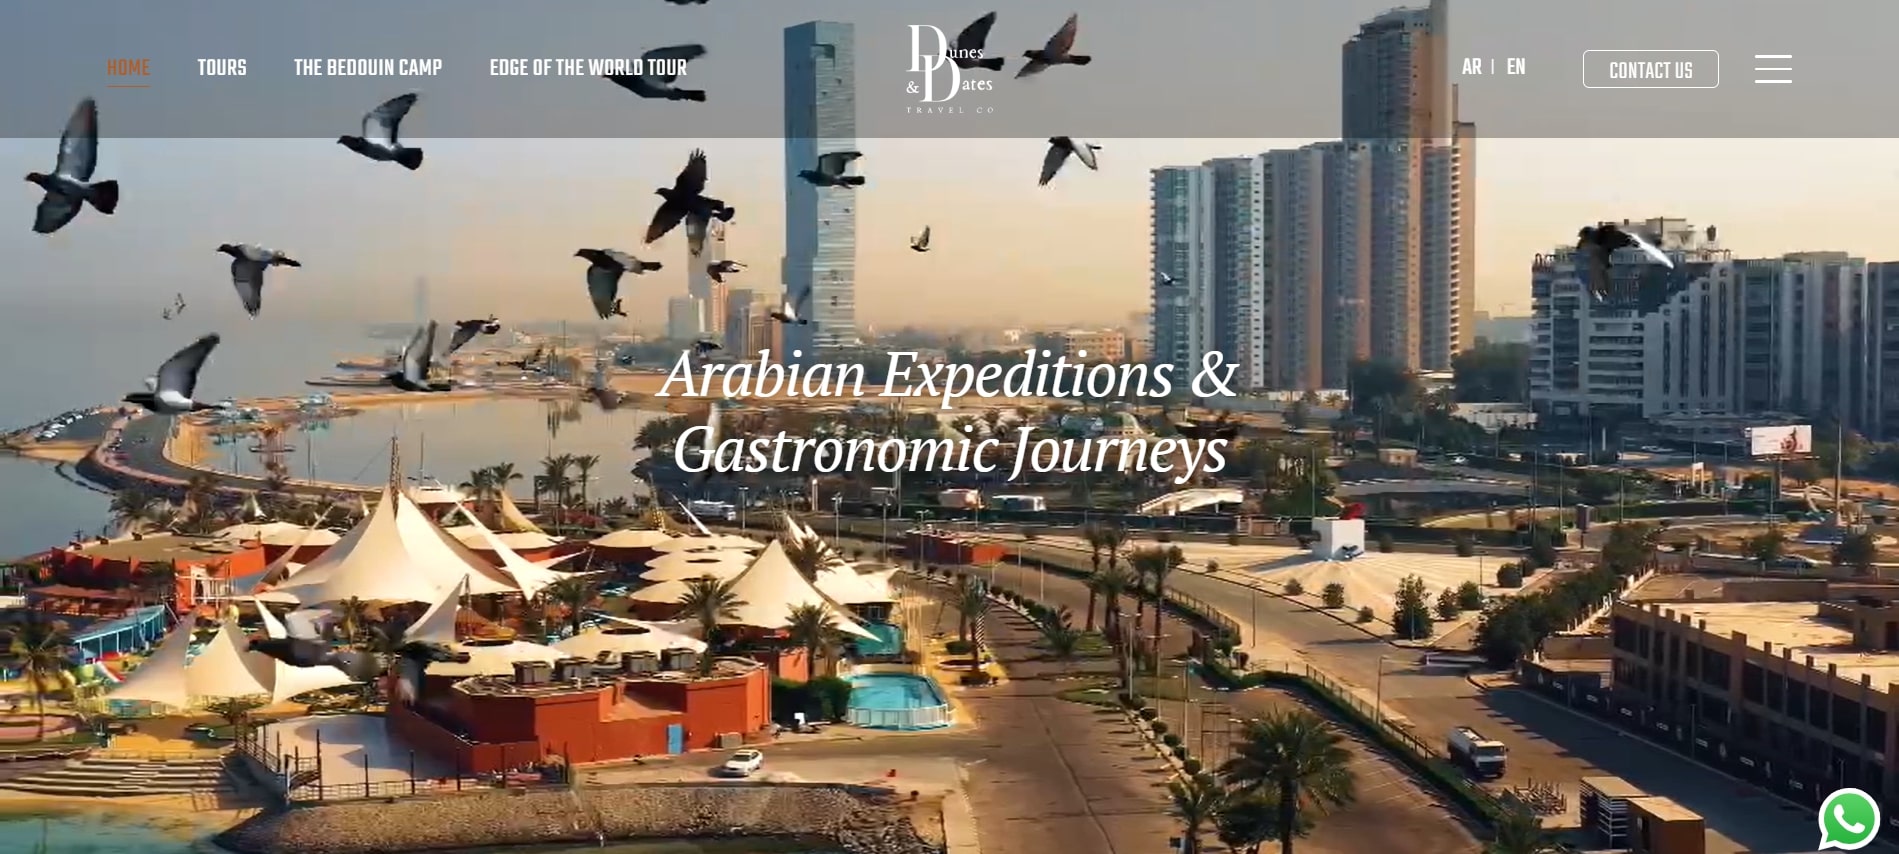 HOME TOURS THE BEDOUIN CAMP EDGE OF THE WORLD TOUR
Dunes
& Dates
TRAVEL CO
AR | EN
CONTACT US
Arabian Expeditions &
Gastronomic Journeys